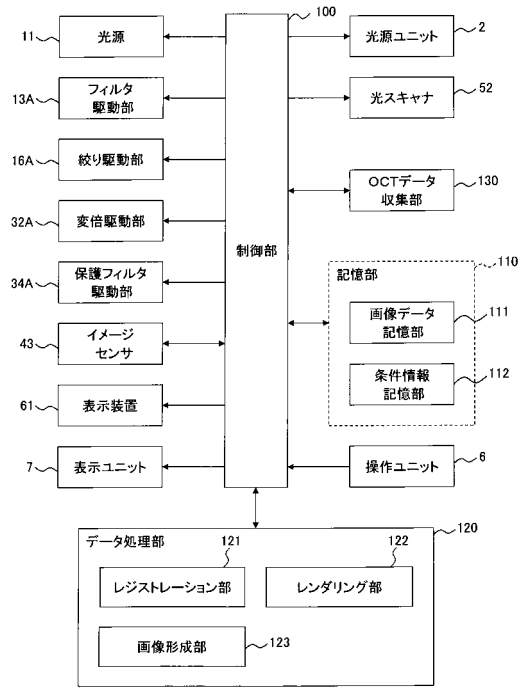 100
11
光源
光源ユニット
2
13A
フィルタ
駆動部
光スキャナ
52
16A
絞り駆動部
OCTデータ
収集部
130
32A
変倍駆動部
制御部
34A
保護フィルタ
駆動部
記憶部
110
画像データ
記憶部
111
43
イメージ
センサ
条件情報
記憶部
112
61
表示装置
7
表示ユニット
操作ユニット
6
データ処理部
120
121
レジストレーション部
122
レンダリング部
画像形成部
123